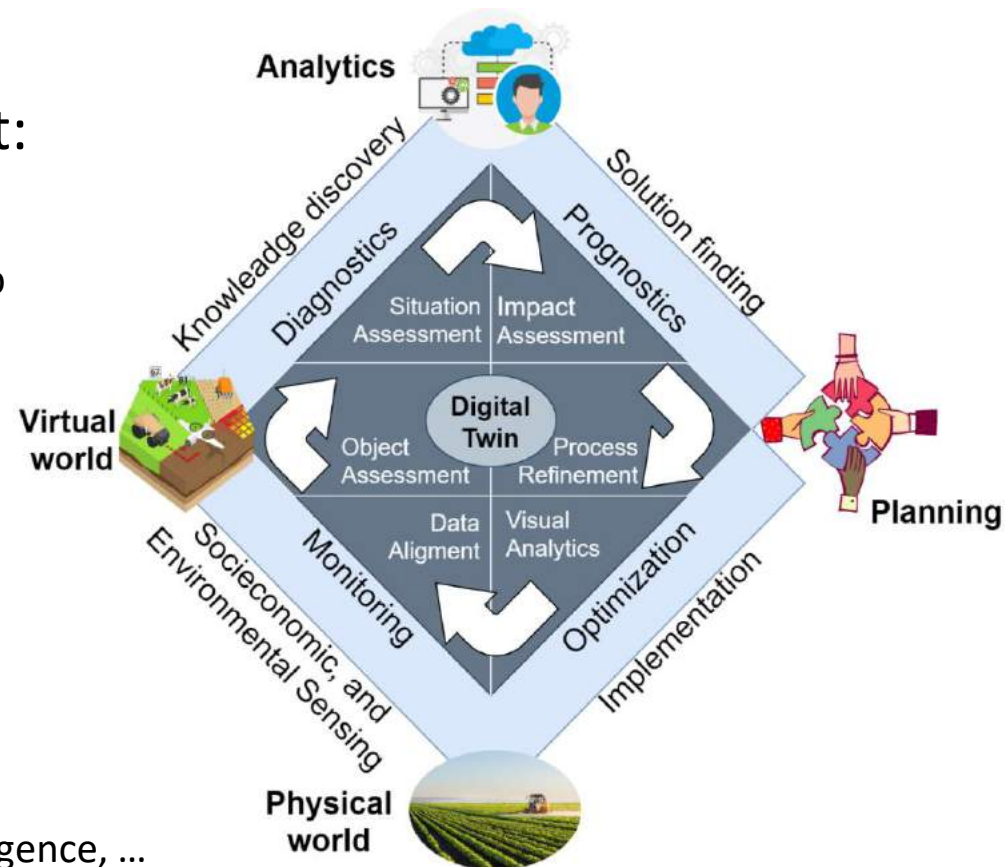 Analytics
t:
Knowleadge discovery
Solution finding
Diagnostics
Prognostics
Situation
Assessment
Impact
Assessment
Virtual
world
Digital
Twin
Object
Assessment
Process
Refinement
Planning
Data
Aligment
Visual
Analytics
Monitoring
Optimization
Socieconomic, and
Environmental Sensing
Implementation
Physical
world
gence, ...